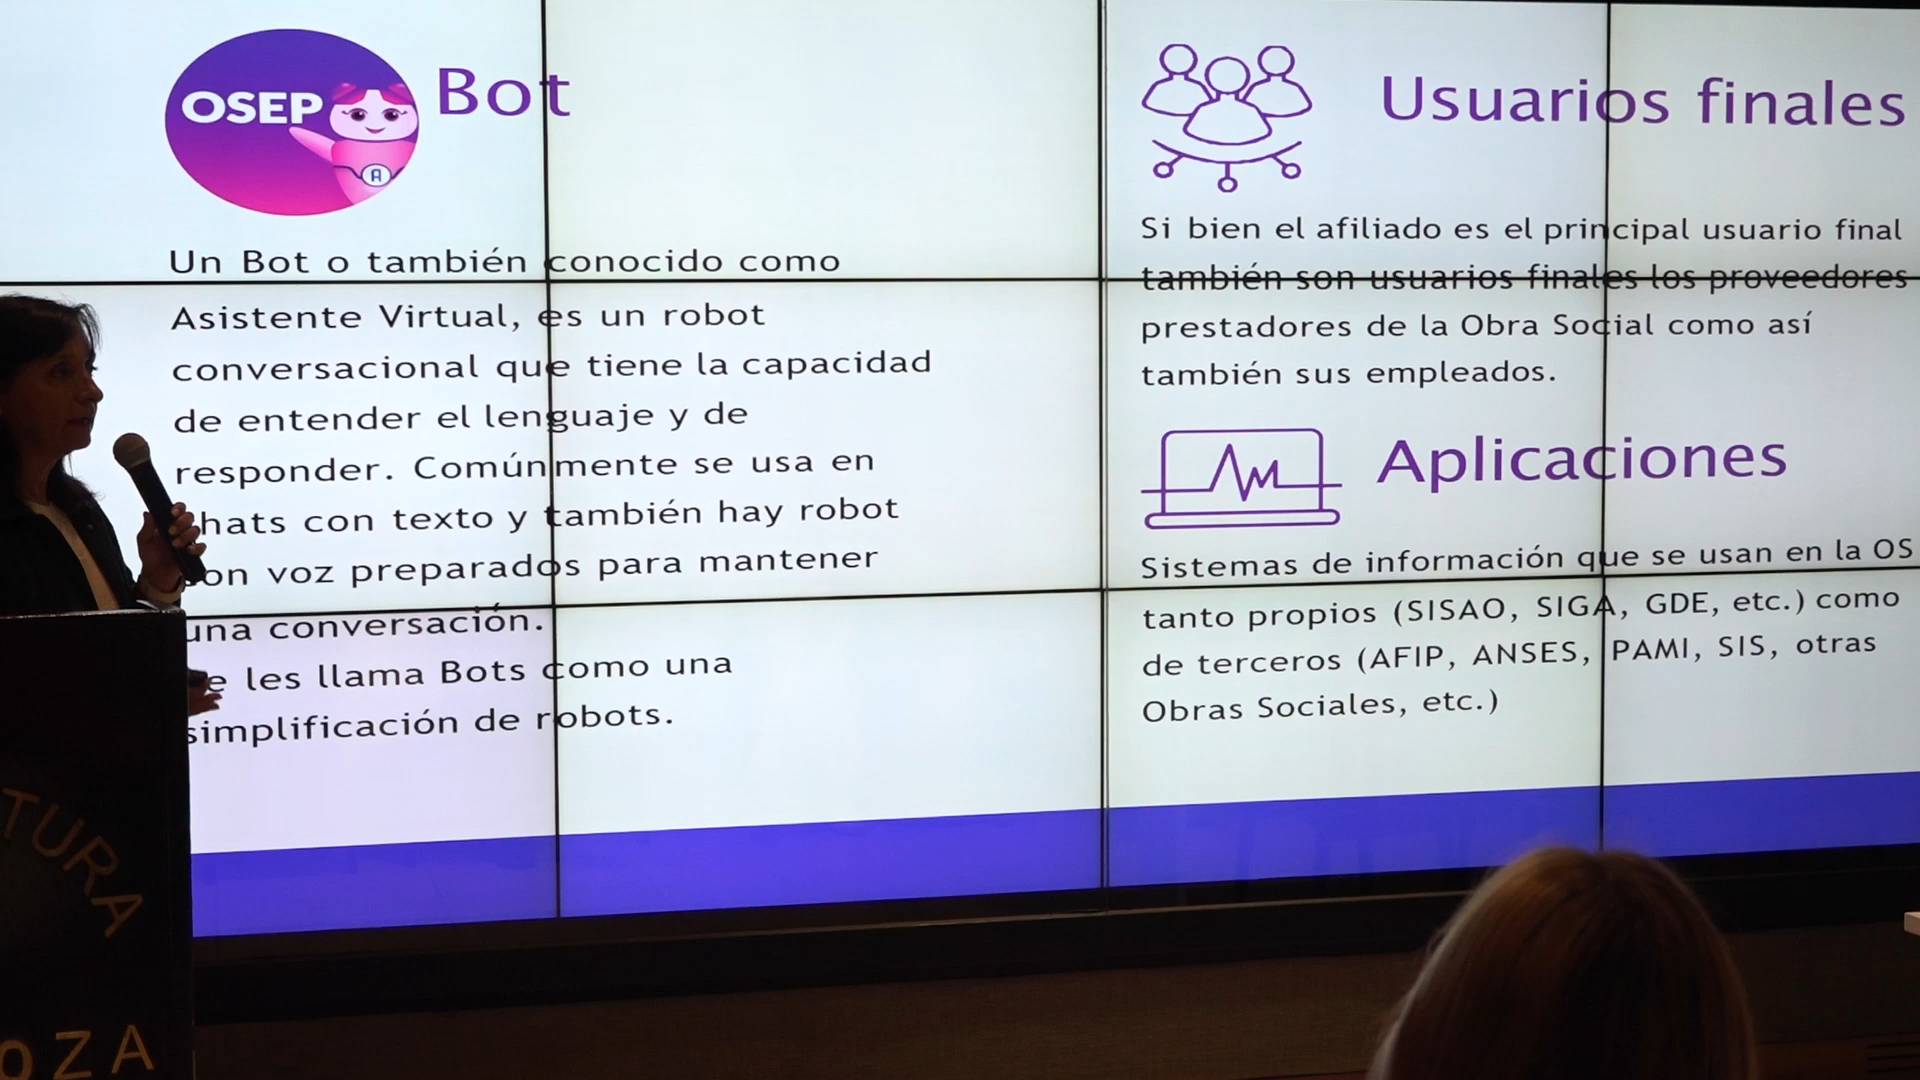 OSEP
A
Bot
Un Bot o también conocido como
Asistente Virtual, es un robot
conversacional que tiene la capacidad
de entender el lenguaje y de
responder. Comúnmente se usa en
hats con texto y también hay robot
on voz preparados para mantener
una conversación.
e les llama Bots como una
simplificación de robots.
Usuarios finales
Si bien el afiliado es el principal usuario final
también son usuarios finales los proveedores
prestadores de la Obra Social como así
también sus empleados.
Aplicaciones
Sistemas de información que se usan en la OS
tanto propios (SISAO, SIGA, GDE, etc.) como
de terceros (AFIP, ANSES, PAMI, SIS, otras
Obras Sociales, etc.)
TURA
OZA